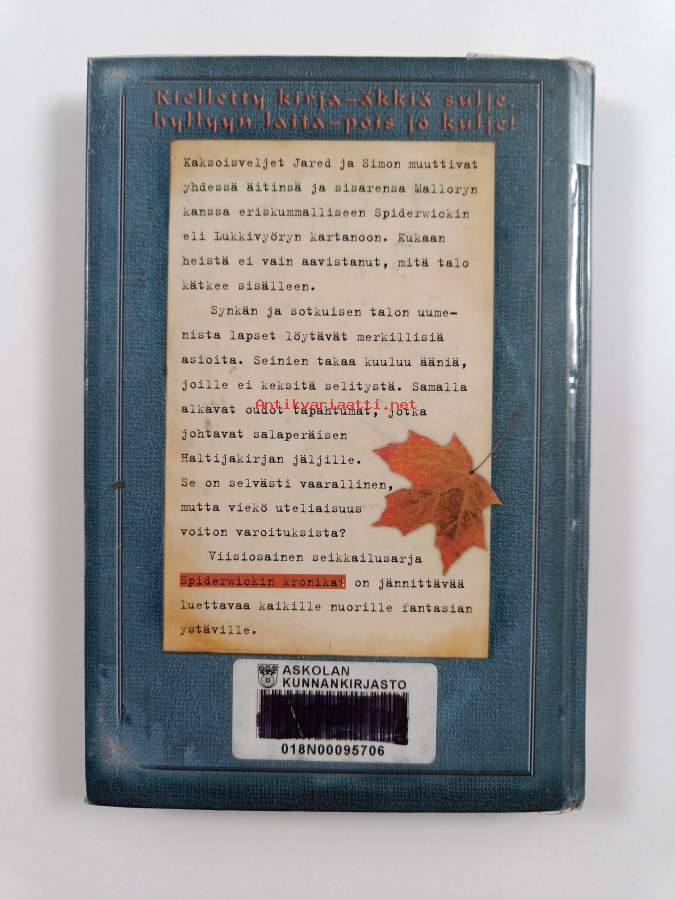 Kielletty kirja—äkkiä sulje,
hyllyyn laita—pois jo kulje!
Kaksoisveljet Jared ja Simon muuttivat
yhdessä äitinsä ja sisarensa Malloryn
kanssa eriskummalliseen Spiderwickin
eli Lukkivyöryn kartanoon. Kukaan
heistä ei vain aavistanut, mitä talo
kätkee sisälleen.
Synkän ja sotkuisen talon uume-
nista lapset löytävät merkillisiä
asioita. Seinien takaa kuuluu ääniä,
joille ei keksitä selitystä. Samalla
alkavat oudot tapahtumat, jotka
Antikvariaatti.net
johtavat salaperäisen
Haltijakirjan jäljille.
Se on selvästi vaarallinen,
mutta viekö uteliaisuus
voiton varoituksista?
Viisiosainen seikkailusarja
Spiderwickin kronikat on jännittävää
luettavaa kaikille nuorille fantasian
ystäville.
ASKOLAN
KUNNANKIRJASTO
018N00095706